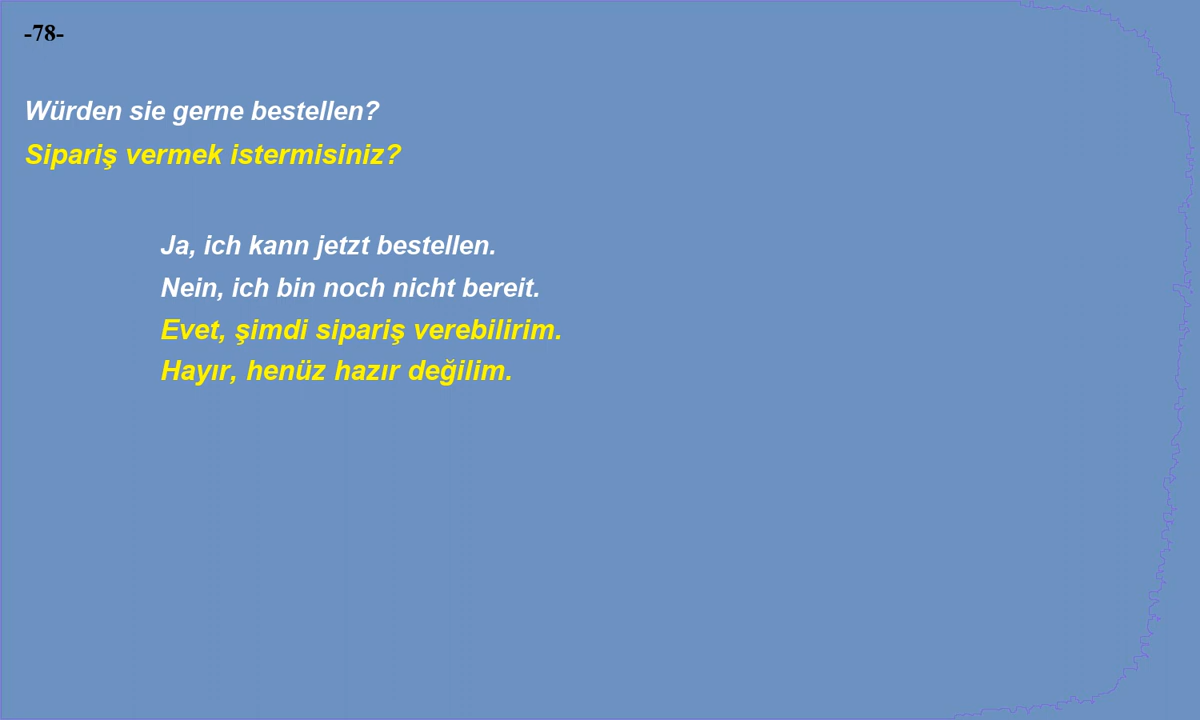 -78-
Würden sie gerne bestellen?
Sipariş vermek istermisiniz?
Ja, ich kann jetzt bestellen.
Nein, ich bin noch nicht bereit.
Evet, şimdi sipariş verebilirim.
Hayır, henüz hazır değilim.